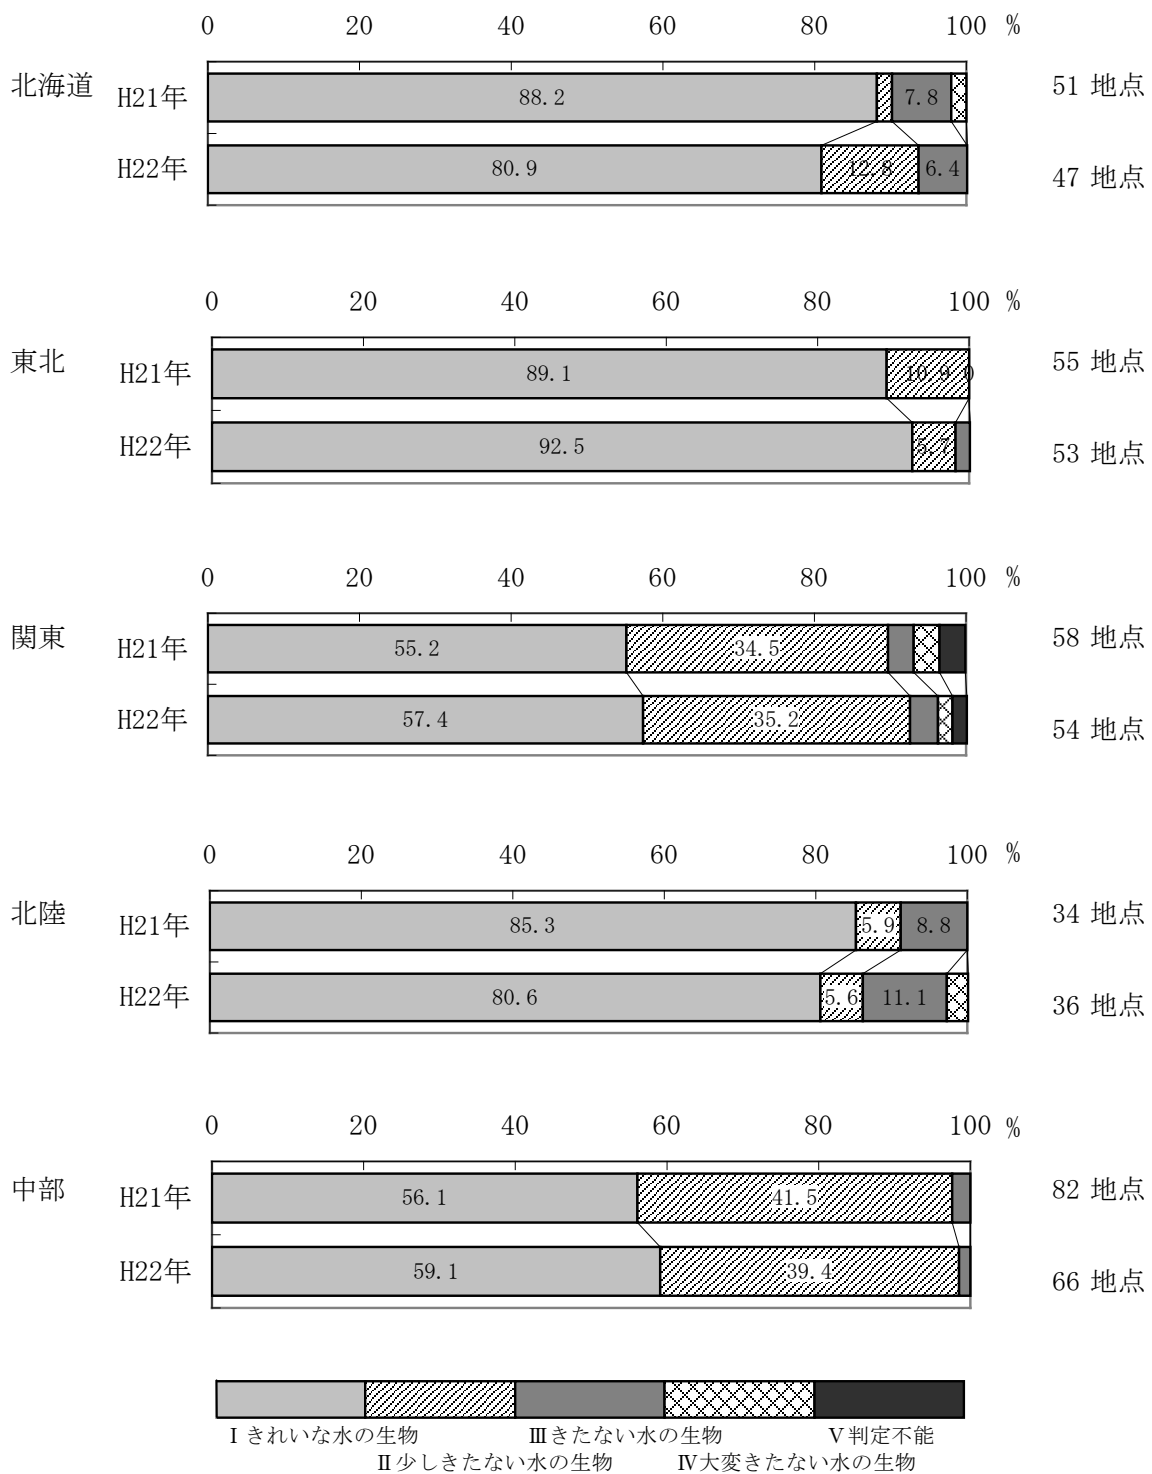 0 20 40 60 80 100 %
北海道 H21年 88.2 7.8 51 地点
H22年 80.9 12.8 6.4 47 地点
0 20 40 60 80 100 %
東北 H21年 89.1 10.9 0 55 地点
H22年 92.5 5.7 53 地点
0 20 40 60 80 100 %
関東 H21年 55.2 34.5 58 地点
H22年 57.4 35.2 54 地点
0 20 40 60 80 100 %
北陸 H21年 85.3 5.9 8.8 34 地点
H22年 80.6 5.6 11.1 36 地点
0 20 40 60 80 100 %
中部 H21年 56.1 41.5 82 地点
H22年 59.1 39.4 66 地点
Ⅰきれいな水の生物 Ⅲきたない水の生物 Ⅴ判定不能
Ⅱ少しきたない水の生物 Ⅳ大変きたない水の生物